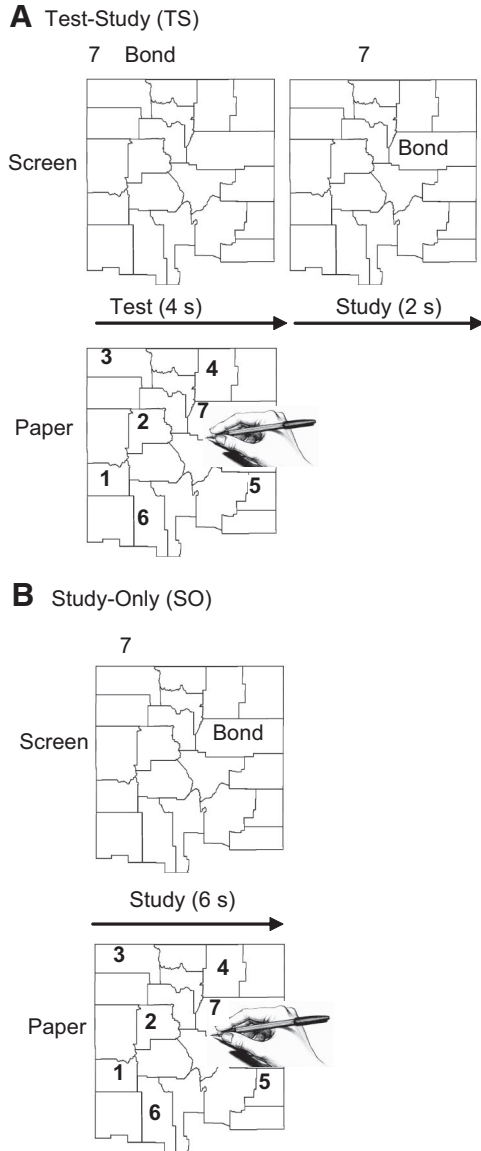 A Test-Study (TS)
7 Bond 7
Screen
Bond
Test (4 s) Study (2 s)
3
4
7
2
Paper
1
5
6
B Study-Only (SO)
7
Screen
Bond
Study (6 s)
3
4
7
2
Paper
1
5
6